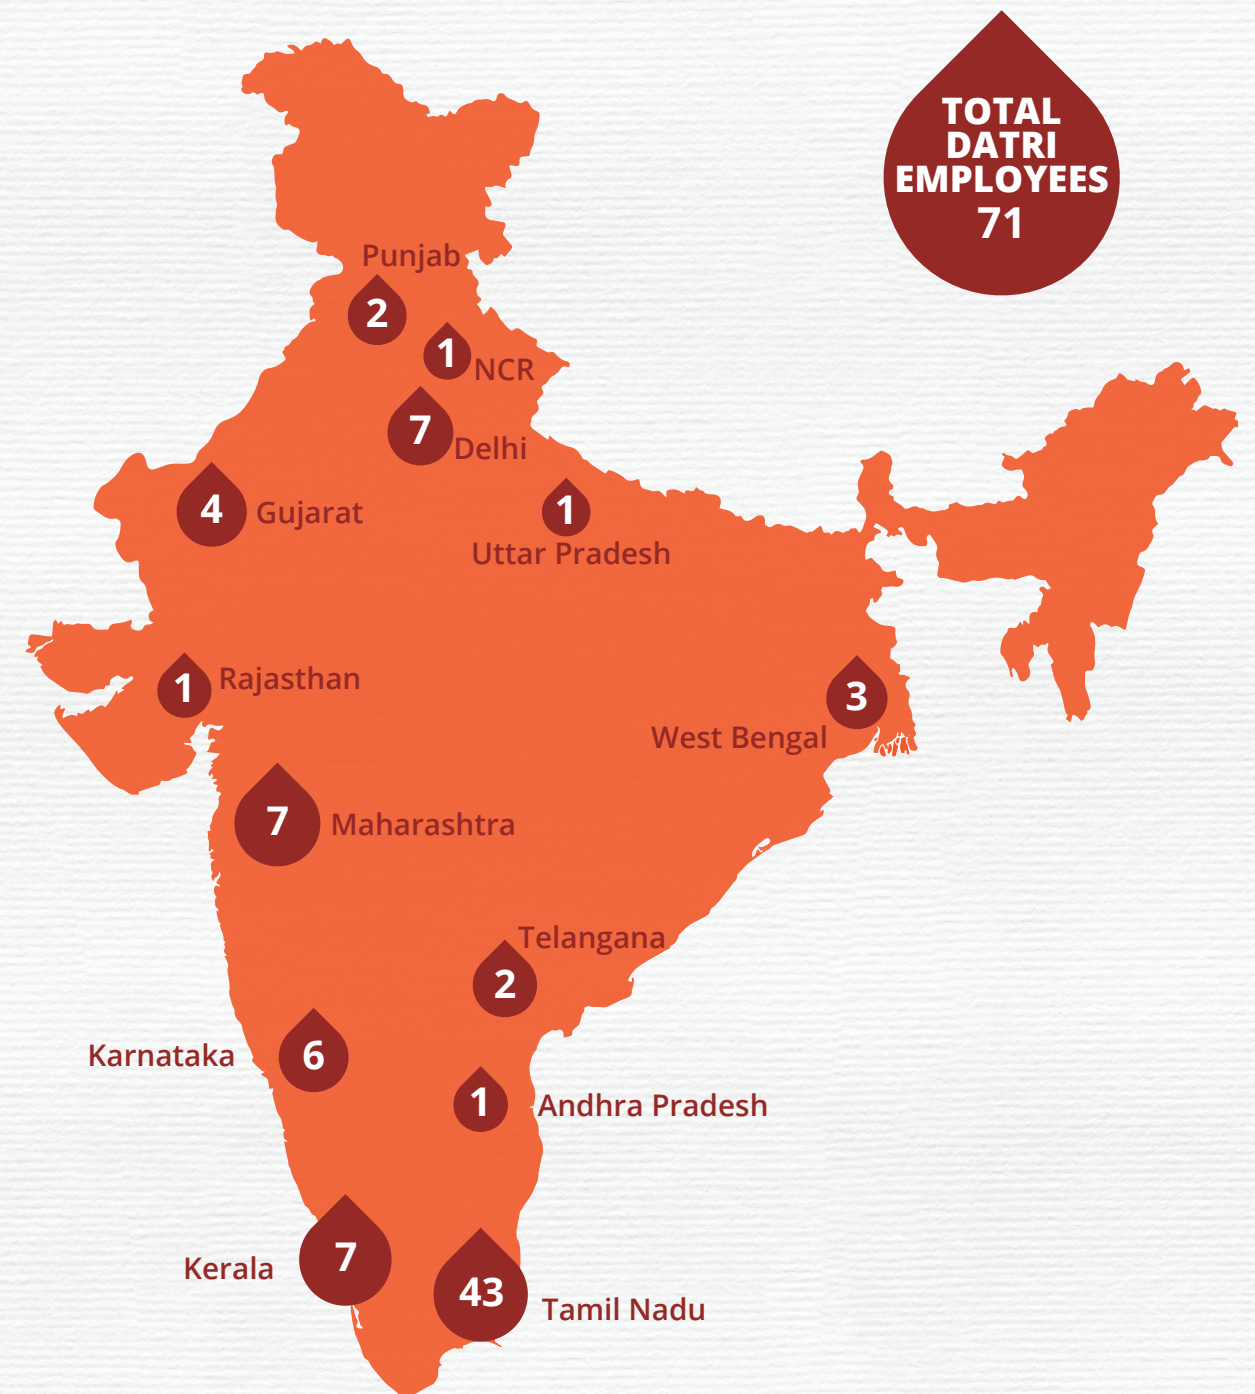 TOTAL
DATRI
EMPLOYEES
71
Punjab
2
1
NCR
7
Delhi
4
Gujarat
1
Uttar Pradesh
1
Rajasthan
3
West Bengal
7
Maharashtra
Telangana
2
Karnataka
6
1
Andhra Pradesh
Kerala
7
43
Tamil Nadu